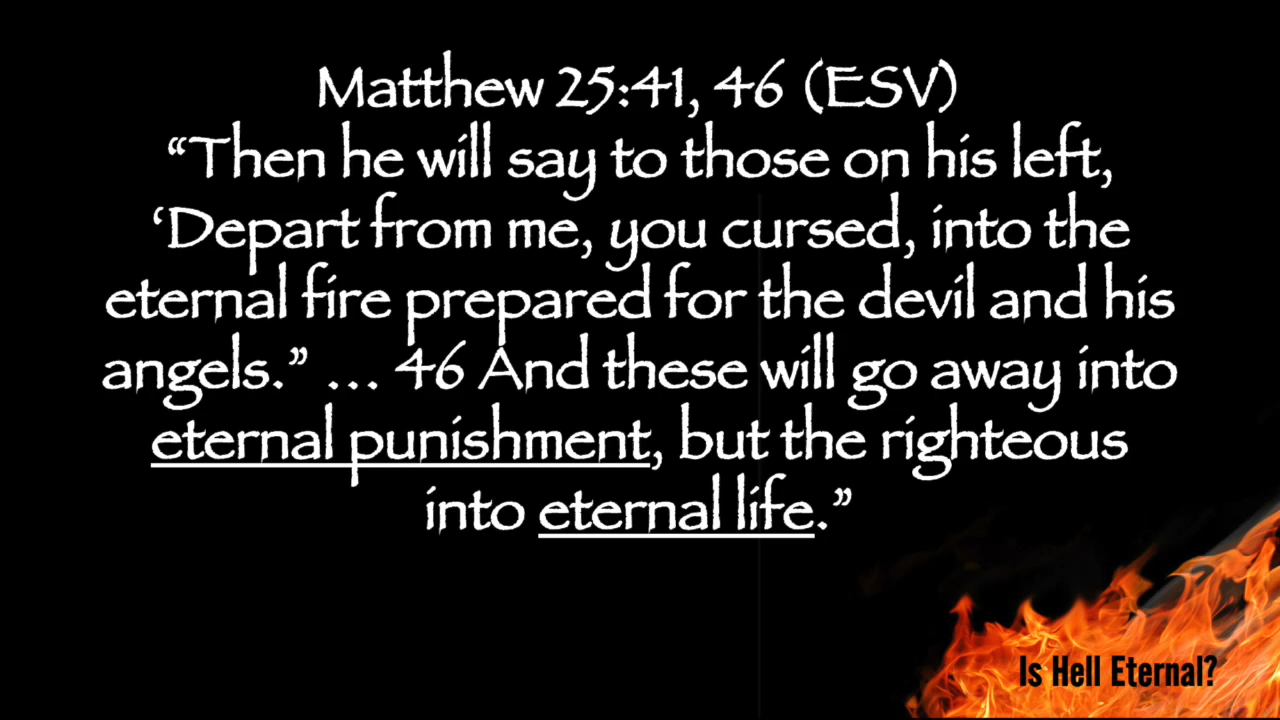 Matthew 25:41, 46 (ESV)
“Then he will say to those on his left,
‘Depart from me, you cursed, into the
eternal fire prepared for the devil and his
angels.” … 46 And these will go away into
eternal punishment, but the righteous
into eternal life.”
Is Hell Eternal?